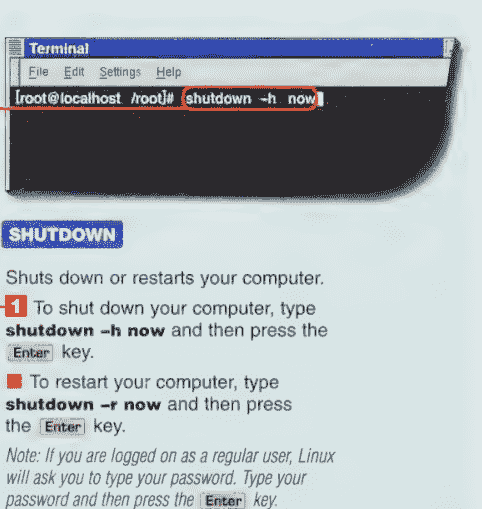 Terminal
File Edit Settings Help
[root@localhost /root]# shutdown -h now
SHUTDOWN
Shuts down or restarts your computer.
1 To shut down your computer, type
shutdown –h now and then press the
Enter key.
To restart your computer, type
shutdown –r now and then press
the Enter key.
Note: If you are logged on as a regular user, Linux
will ask you to type your password. Type your
password and then press the Enter key.